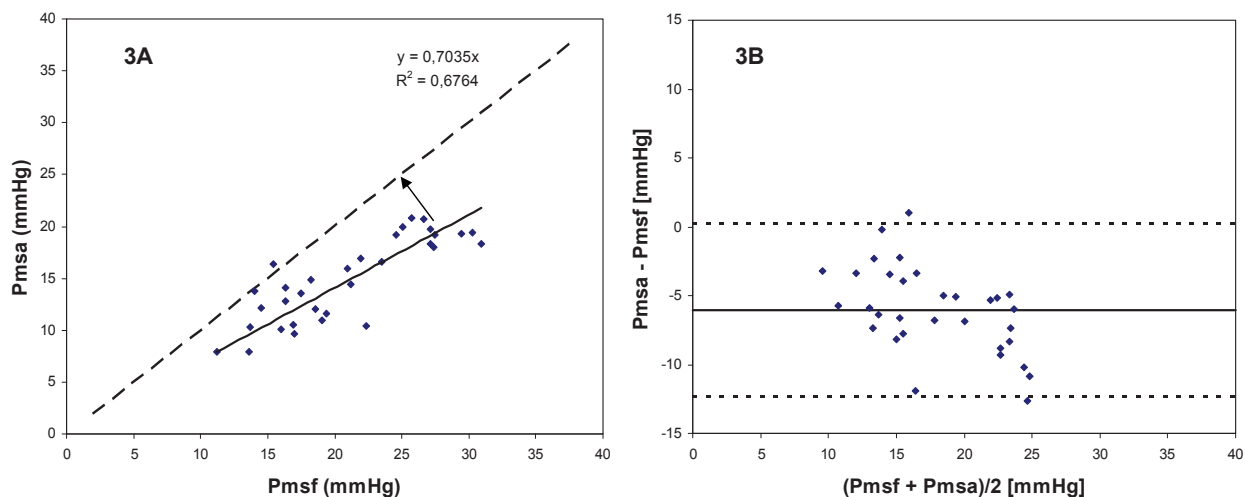 3A
y = 0,7035x
R² = 0,6764
40
35
30
25
20
15
10
5
0
Pmsa (mmHg)
0 5 10 15 20 25 30 35 40
Pmsf (mmHg)
3B
15
10
5
0
-5
-10
-15
Pmsa - Pmsf [mmHg]
0 5 10 15 20 25 30 35 40
(Pmsf + Pmsa)/2 [mmHg]